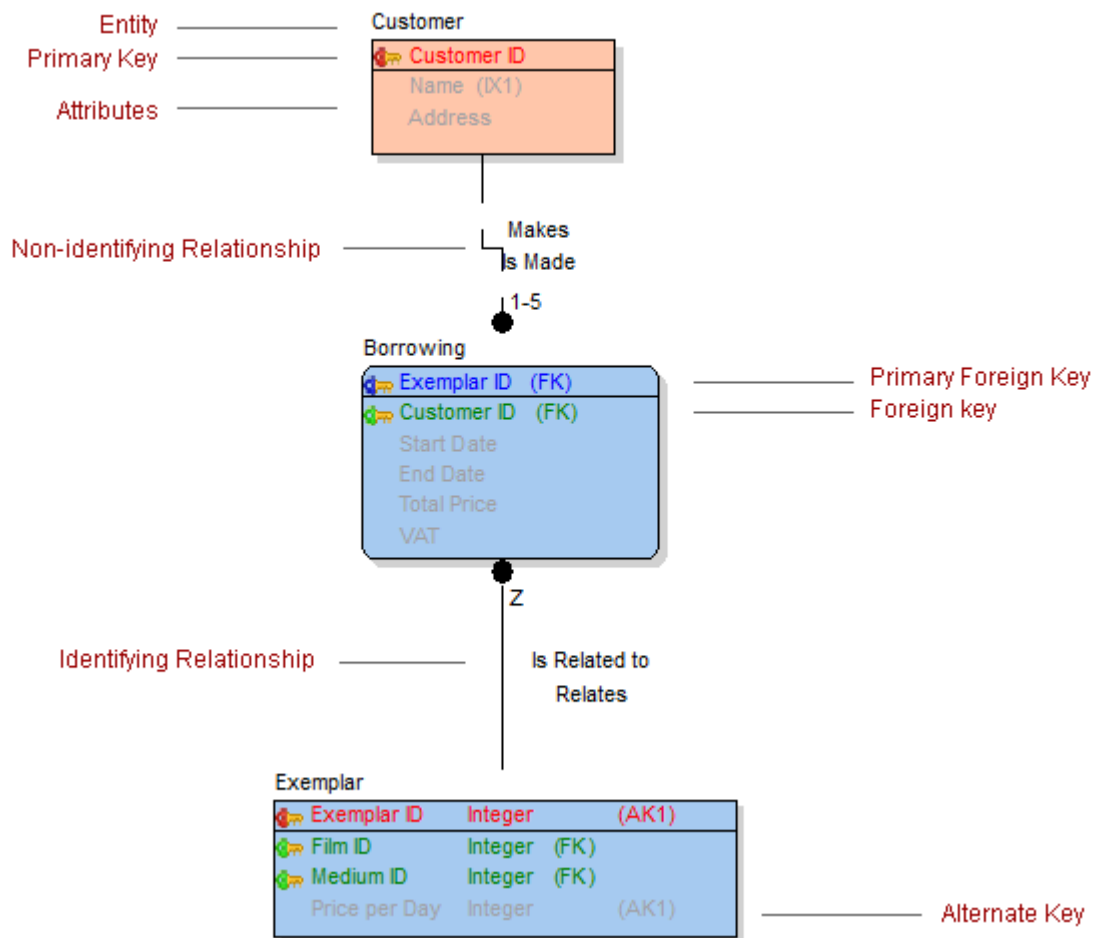 Customer
Entity
Primary Key
Customer ID
Name (IX1)
Attributes
Address
Makes
Non-identifying Relationship
Is Made
1-5
Borrowing
Exemplar ID (FK)
Primary Foreign Key
Customer ID (FK)
Foreign key
Start Date
End Date
Total Price
VAT
Z
Identifying Relationship
Is Related to
Relates
Exemplar
Exemplar ID Integer (AK1)
Film ID Integer (FK)
Medium ID Integer (FK)
Price per Day Integer (AK1)
Alternate Key